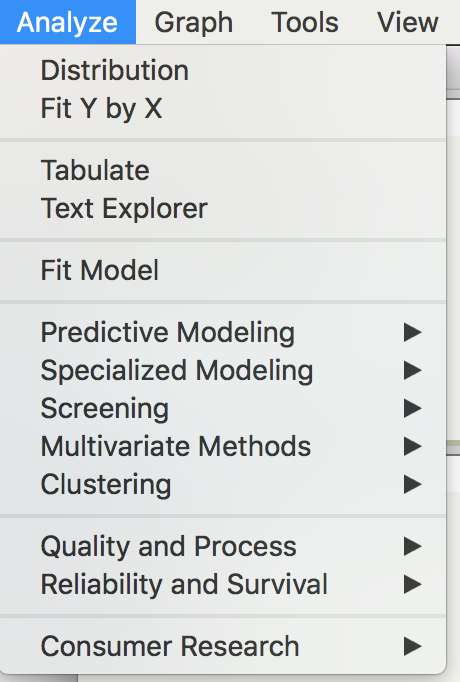 Analyze Graph Tools View
Distribution
Fit Y by X
Tabulate
Text Explorer
Fit Model
Predictive Modeling
Specialized Modeling
Screening
Multivariate Methods
Clustering
Quality and Process
Reliability and Survival
Consumer Research